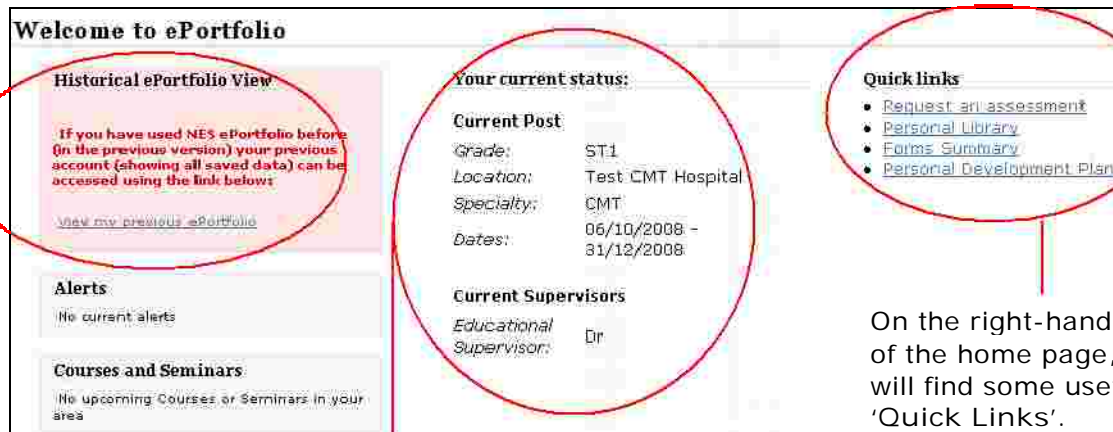 Welcome to ePortfolio
Historical ePortfolio View
If you have used NES ePortfolio before
(in the previous version) your previous
account (showing all saved data) can be
accessed using the link below:
View my previous ePortfolio
Alerts
No current alerts
Courses and Seminars
No upcoming Courses or Seminars in your
area
Your current status:
Current Post
Grade: ST1
Location: Test CMT Hospital
Specialty: CMT
Dates: 06/10/2008 -
31/12/2008
Current Supervisors
Educational
Supervisor: Dr
Quick links
Request an assessment
Personal Library
Forms Summary
Personal Development Plan
On the right-hand
of the home page,
will find some use
‘Quick Links’.